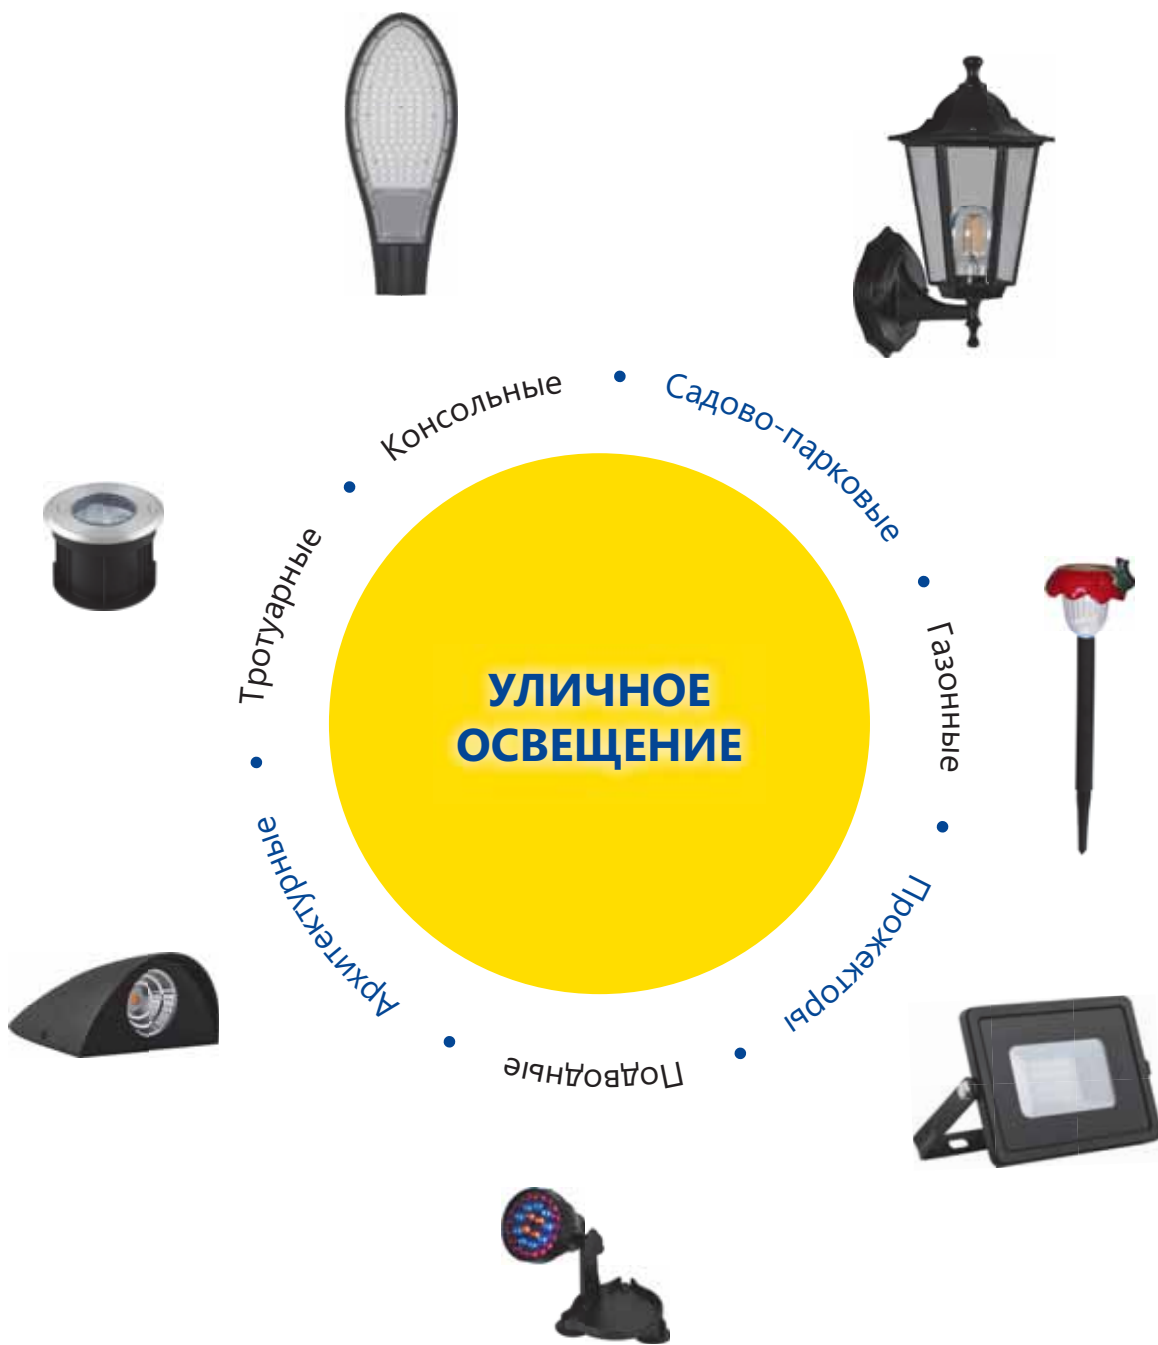 Консольные
Садово-парковые
Газонные
Прожекторы
Подводные
Архитектурные
Тротуарные
УЛИЧНОЕ
ОСВЕЩЕНИЕ